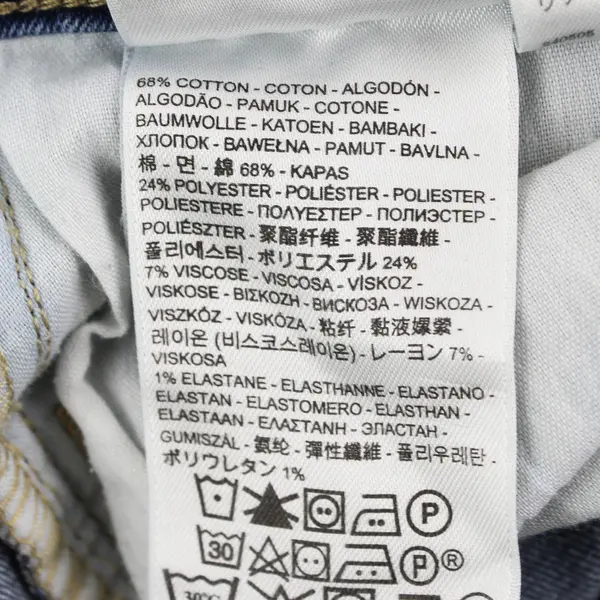 640505
68% COTTON - COTON - ALGODÓN -
ALGODÃO - PAMUK - COTONE -
BAUMWOLLE - KATOEN - BAMBAKI -
ХЛОПОК - BAWEŁNA - PAMUT - BAVLNA -
棉 - 면 - 綿 68% - KAPAS
24% POLYESTER - POLIÉSTER - POLIESTER -
POLIESTERE - ΠΟΛΥΕΣΤΕΡ - ПОЛИЭСТЕР -
POLIÉSZTER - 聚酯纤维 - 聚酯纖維 -
폴리에스터 - ポリエステル 24%
7% VISCOSE - VISCOSA - VİSKOZ -
VISKOSE - ΒΙΣΚΟΖΗ - ВИСКОЗА - WISKOZA -
VISZKÓZ - VISKÓZA - 粘纤 - 黏液嫘縈 -
레이온 (비스코스레이온) - レーヨン 7% -
VISKOSA
1% ELASTANE - ELASTHANNE - ELASTANO -
ELASTAN - ELASTOMERO - ELASTHAN -
ELASTAAN - ΕΛΑΣΤΑΝΗ - ЭЛАСТАН -
GUMISZÁL - 氨纶 - 彈性纖維 - 폴리우레탄 -
ポリウレタン 1%
P
30 P®
30°C